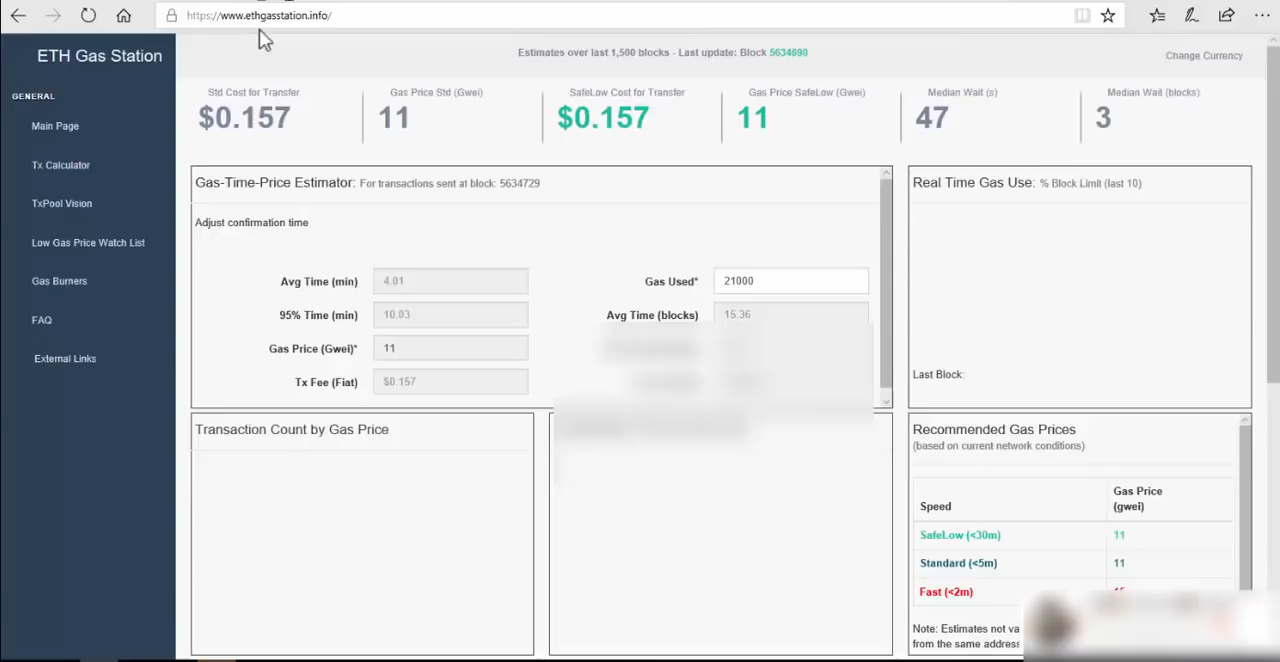 https://www.ethgasstation.info/
ETH Gas Station
Estimates over last 1,500 blocks - Last update: Block 5634690
Change Currency
GENERAL
Main Page
Tx Calculator
TxPool Vision
Low Gas Price Watch List
Gas Burners
FAQ
External Links
Std Cost for Transfer
$0.157
Gas Price Std (Gwei)
11
SafeLow Cost for Transfer
$0.157
Gas Price SafeLow (Gwei)
11
Median Wait (s)
47
Median Wait (blocks)
3
Gas-Time-Price Estimator: For transactions sent at block: 5634729
Adjust confirmation time
Avg Time (min) 4.01
Gas Used* 21000
95% Time (min) 10.03
Avg Time (blocks) 15.36
Gas Price (Gwei)* 11
Tx Fee (Fiat) $0.157
Real Time Gas Use: % Block Limit (last 10)
Last Block:
Transaction Count by Gas Price
Recommended Gas Prices
(based on current network conditions)
Speed Gas Price (gwei)
SafeLow (<30m) 11
Standard (<5m) 11
Fast (<2m)
Note: Estimates not
from the same address